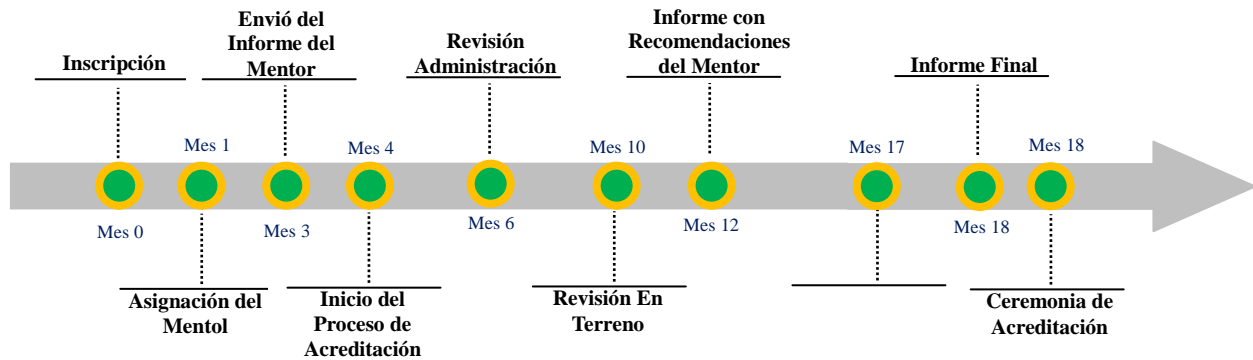 Inscripción
Envió del
Informe del
Mentor
Revisión
Administración
Informe con
Recomendaciones
del Mentor
Informe Final
Mes 1
Mes 4
Mes 10
Mes 17
Mes 18
Mes 0
Mes 3
Mes 6
Mes 12
Mes 18
Asignación del
Mentol
Inicio del
Proceso de
Acreditación
Revisión En
Terreno
Ceremonia de
Acreditación